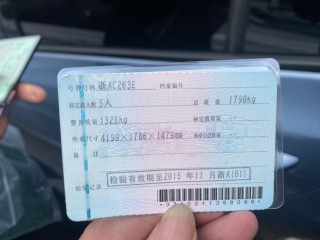 号牌号码 浙AC263E 档案编号
核定载人数 5人 总质量 1790kg
整备质量 1325kg 核定载质量 --
外廓尺寸 4199×1786×1479mm 准牵引总质量 --
备注
检验有效期至2015年11月浙A(01)
检验记录